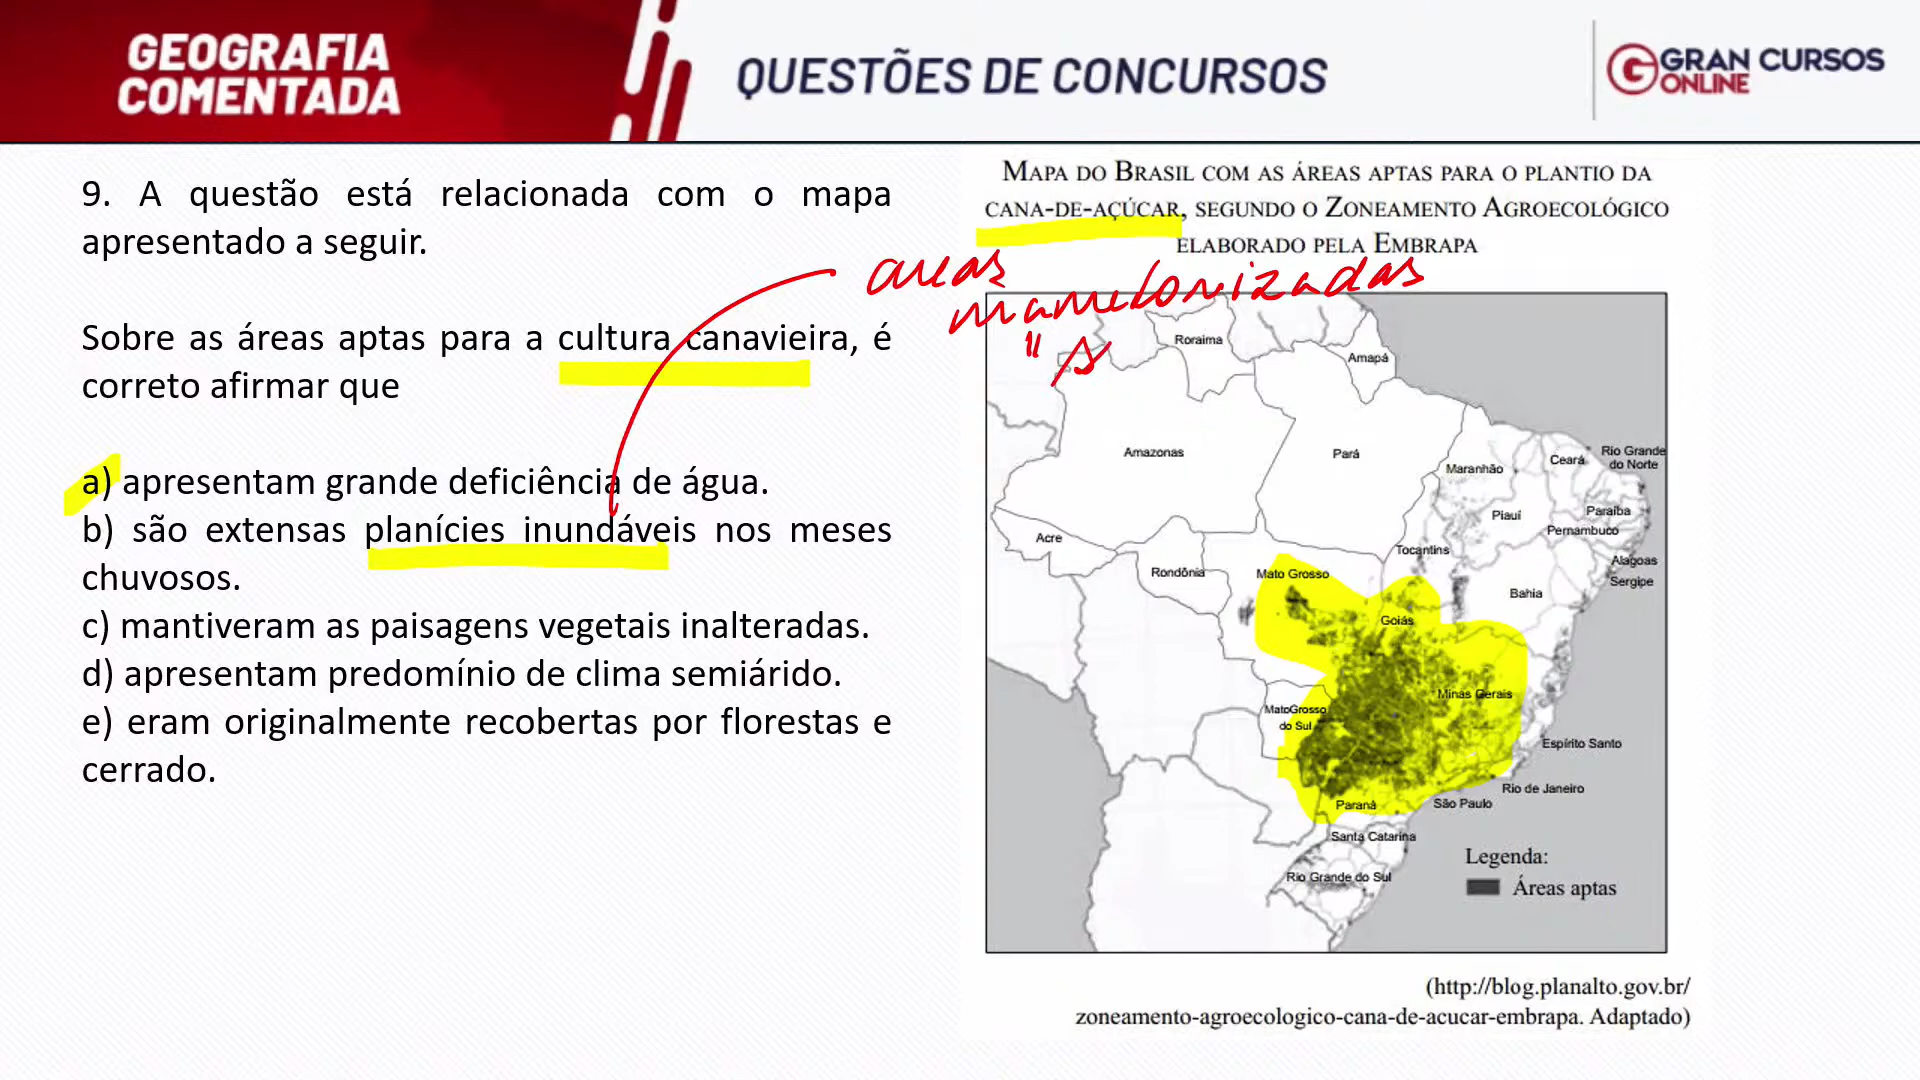 GEOGRAFIA
COMENTADA
QUESTÕES DE CONCURSOS
GRAN CURSOS
ONLINE
9. A questão está relacionada com o mapa
apresentado a seguir.
Sobre as áreas aptas para a cultura canavieira, é
correto afirmar que
a) apresentam grande deficiência de água.
b) são extensas planícies inundáveis nos meses
chuvosos.
c) mantiveram as paisagens vegetais inalteradas.
d) apresentam predomínio de clima semiárido.
e) eram originalmente recobertas por florestas e
cerrado.
MAPA DO BRASIL COM AS ÁREAS APTAS PARA O PLANTIO DA
CANA-DE-AÇÚCAR, SEGUNDO O ZONEAMENTO AGROECOLÓGICO
ELABORADO PELA EMBRAPA
areas
mamelonizadas
Roraima
Amapá
Amazonas
Pará
Maranhão
Ceará
Rio Grande
do Norte
Piauí
Paraíba
Pernambuco
Acre
Rondônia
Mato Grosso
Tocantins
Alagoas
Sergipe
Bahia
Goiás
Minas Gerais
MatoGrosso
do Sul
Espírito Santo
Rio de Janeiro
São Paulo
Paraná
Santa Catarina
Rio Grande do Sul
Legenda:
Áreas aptas
(http://blog.planalto.gov.br/
zoneamento-agroecologico-cana-de-acucar-embrapa. Adaptado)